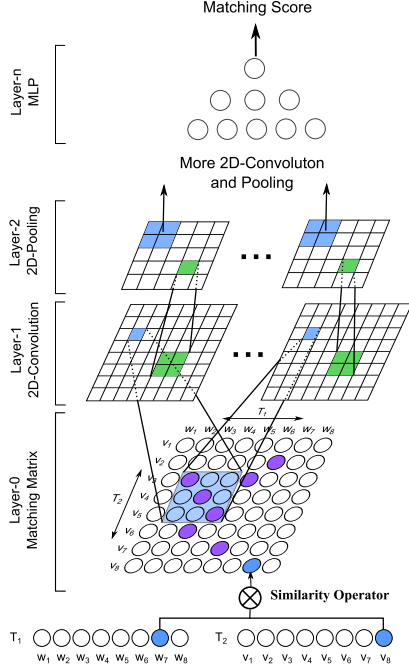 Matching Score
Layer-n
MLP
More 2D-Convoluton
and Pooling
Layer-2
2D-Pooling
Layer-1
2D-Convolution
Layer-0
Matching Matrix
T1
w1 w2 w3 w4 w5 w6 w7 w8
T2
v1
v2
v3
v4
v5
v6
v7
v8
Similarity Operator
T1
w1 w2 w3 w4 w5 w6 w7 w8
T2
v1 v2 v3 v4 v5 v6 v7 v8